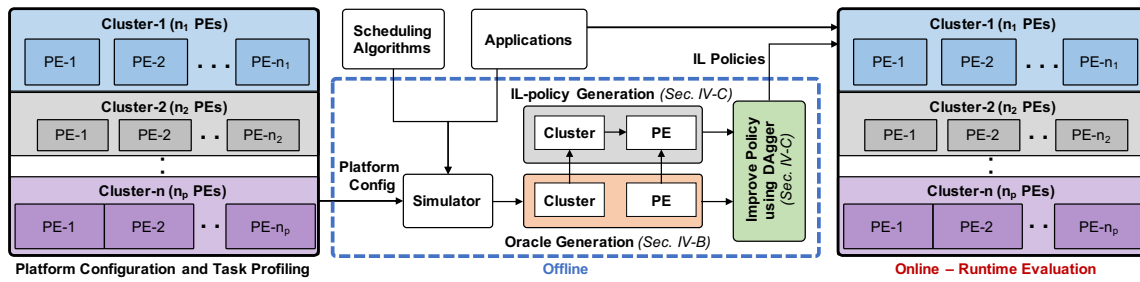 Cluster-1 (n1 PEs)
PE-1
PE-2
. . .
PE-n1
Cluster-2 (n2 PEs)
PE-1
PE-2
. .
PE-n2
:
Cluster-n (np PEs)
PE-1
PE-2
. .
PE-np
Platform Configuration and Task Profiling
Scheduling
Algorithms
Applications
IL Policies
IL-policy Generation (Sec. IV-C)
Cluster
PE
Platform
Config
Simulator
Cluster
PE
Oracle Generation (Sec. IV-B)
Improve Policy
using DAgger
(Sec. IV-C)
Offline
Cluster-1 (n1 PEs)
PE-1
PE-2
. . .
PE-n1
Cluster-2 (n2 PEs)
PE-1
PE-2
. .
PE-n2
:
Cluster-n (np PEs)
PE-1
PE-2
. .
PE-np
Online – Runtime Evaluation